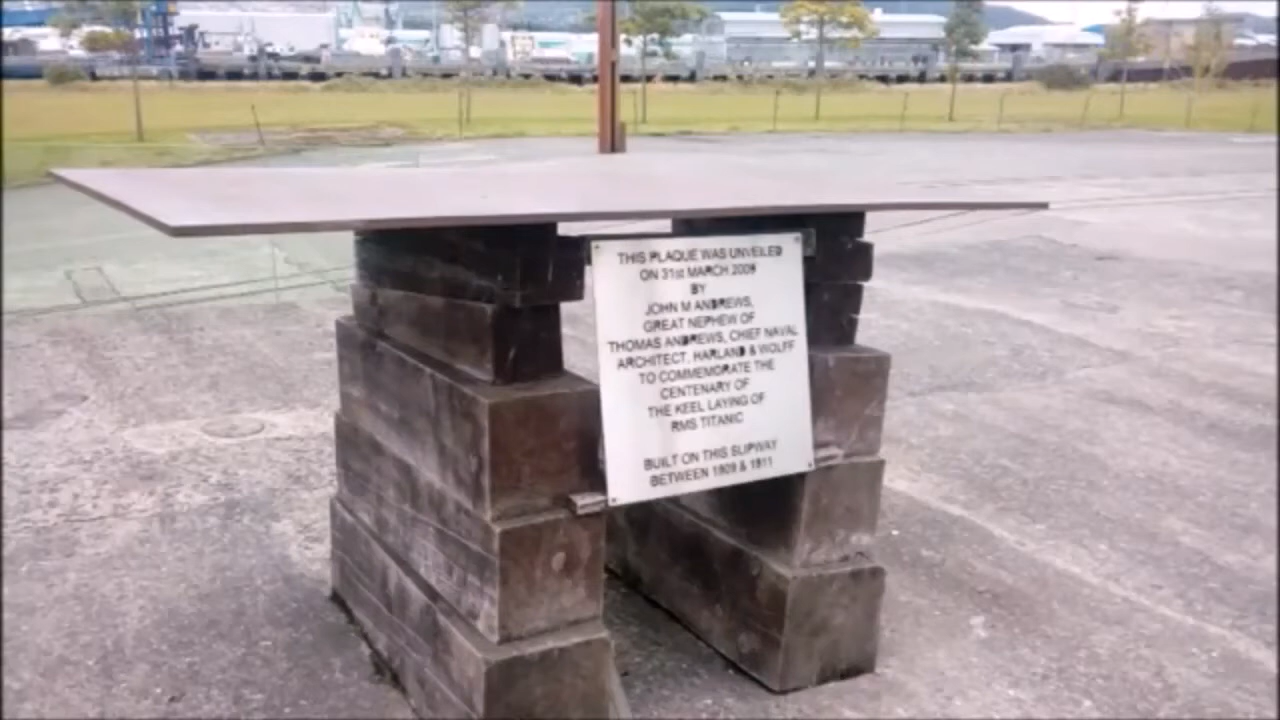 THIS PLAQUE WAS UNVEILED
ON 31st MARCH 2009
BY
JOHN M ANDREWS,
GREAT NEPHEW OF
THOMAS ANDREWS, CHIEF NAVAL
ARCHITECT, HARLAND & WOLFF
TO COMMEMORATE THE
CENTENARY OF
THE KEEL LAYING OF
RMS TITANIC
BUILT ON THIS SLIPWAY
BETWEEN 1909 & 1911